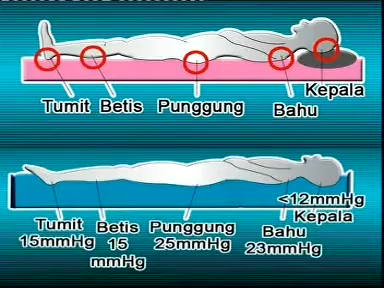 Kepala
Tumit Betis Punggung
Bahu
<12mmHg
Kepala
Tumit
15mmHg
Betis
15
mmHg
Punggung
25mmHg
Bahu
23mmHg